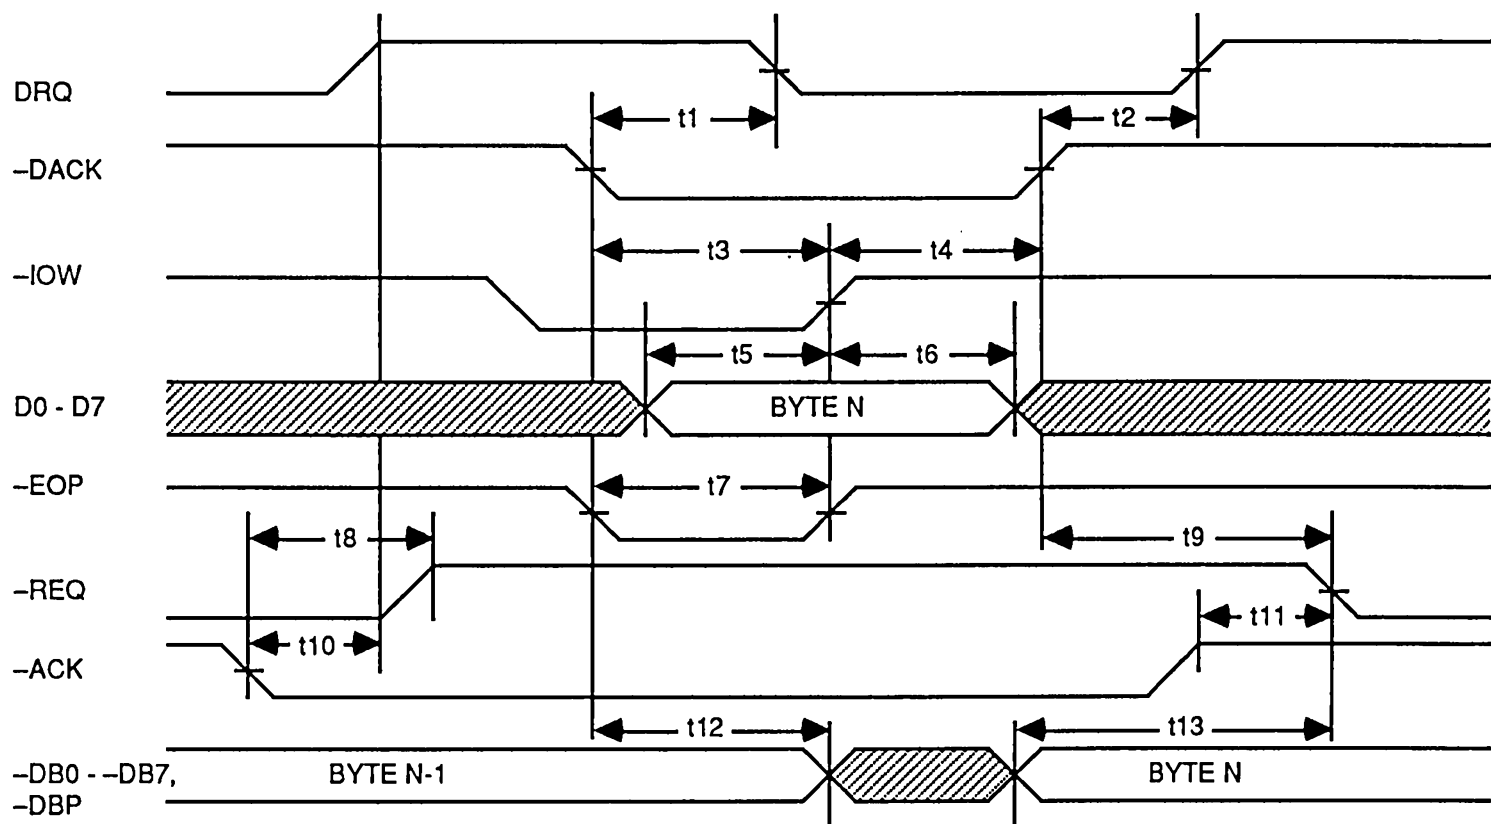 DRQ
t1
t2
–DACK
t3
t4
–IOW
t5
t6
D0 - D7
BYTE N
–EOP
t7
t8
t9
–REQ
t10
t11
–ACK
t12
t13
–DB0 - –DB7,
BYTE N-1
BYTE N
–DBP